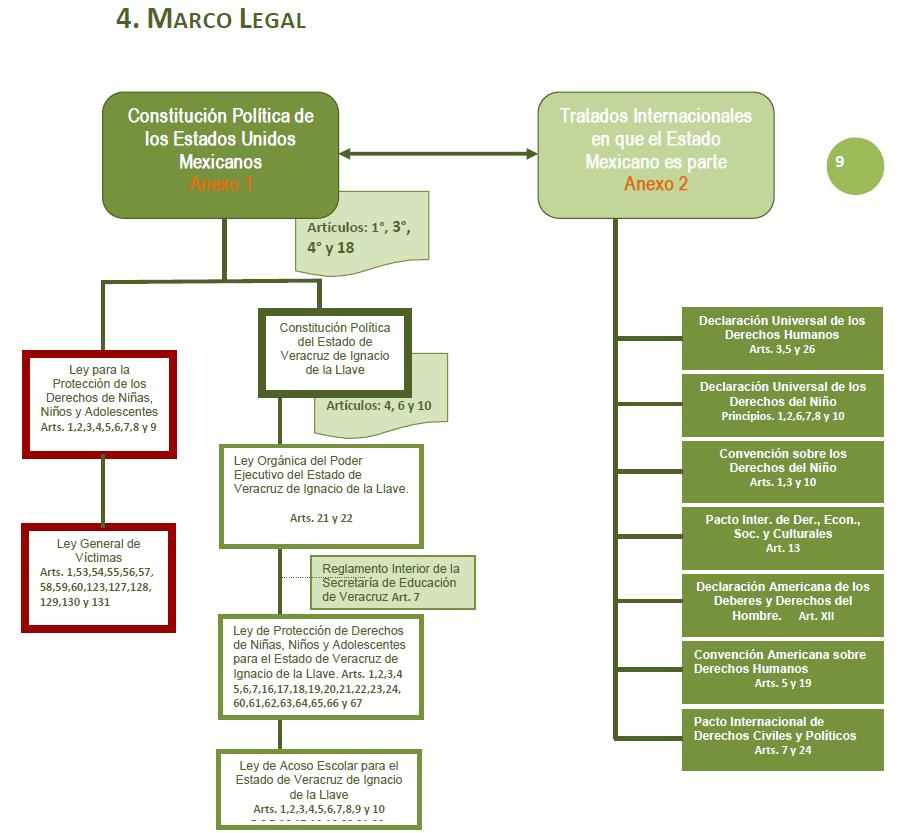 4. MARCO LEGAL
Constitución Política de
los Estados Unidos
Mexicanos
Anexo 1
Tratados Internacionales
en que el Estado
Mexicano es parte
Anexo 2
9
Artículos: 1°, 3°,
4° y 18
Constitución Política
del Estado de
Veracruz de Ignacio
de la Llave
Artículos: 4, 6 y 10
Ley para la
Protección de los
Derechos de Niñas,
Niños y Adolescentes
Arts. 1,2,3,4,5,6,7,8 y 9
Ley General de
Víctimas
Arts. 1,53,54,55,56,57,
58,59,60,123,127,128,
129,130 y 131
Ley Orgánica del Poder
Ejecutivo del Estado de
Veracruz de Ignacio de la Llave.
Arts. 21 y 22
Reglamento Interior de la
Secretaría de Educación
de Veracruz Art. 7
Ley de Protección de Derechos
de Niñas, Niños y Adolescentes
para el Estado de Veracruz de
Ignacio de la Llave. Arts. 1,2,3,4
5,6,7,16,17,18,19,20,21,22,23,24,
60,61,62,63,64,65,66 y 67
Ley de Acoso Escolar para el
Estado de Veracruz de Ignacio
de la Llave
Arts. 1,2,3,4,5,6,7,8,9 y 10
Declaración Universal de los
Derechos Humanos
Arts. 3,5 y 26
Declaración Universal de los
Derechos del Niño
Principios. 1,2,6,7,8 y 10
Convención sobre los
Derechos del Niño
Arts. 1,3 y 10
Pacto Inter. de Der., Econ.,
Soc. y Culturales
Art. 13
Declaración Americana de los
Deberes y Derechos del
Hombre. Art. XII
Convención Americana sobre
Derechos Humanos
Arts. 5 y 19
Pacto Internacional de
Derechos Civiles y Políticos
Arts. 7 y 24